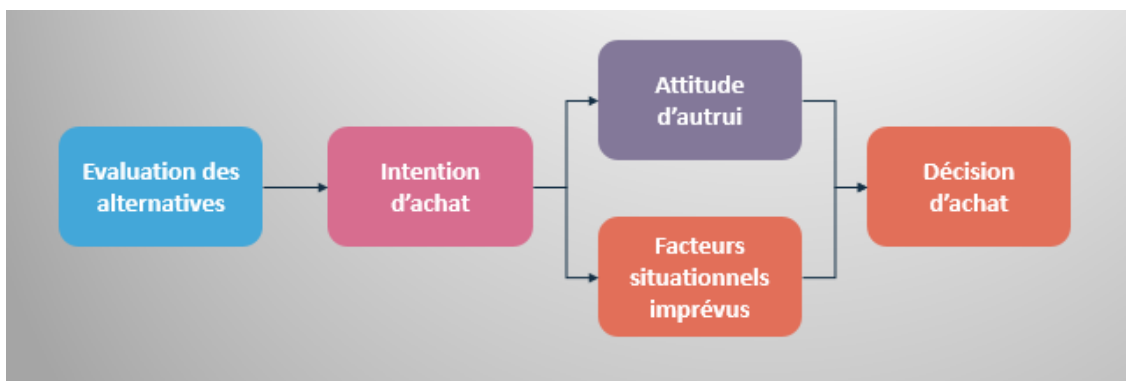 Evaluation des
alternatives
Intention
d’achat
Attitude
d’autrui
Facteurs
situationnels
imprévus
Décision
d’achat